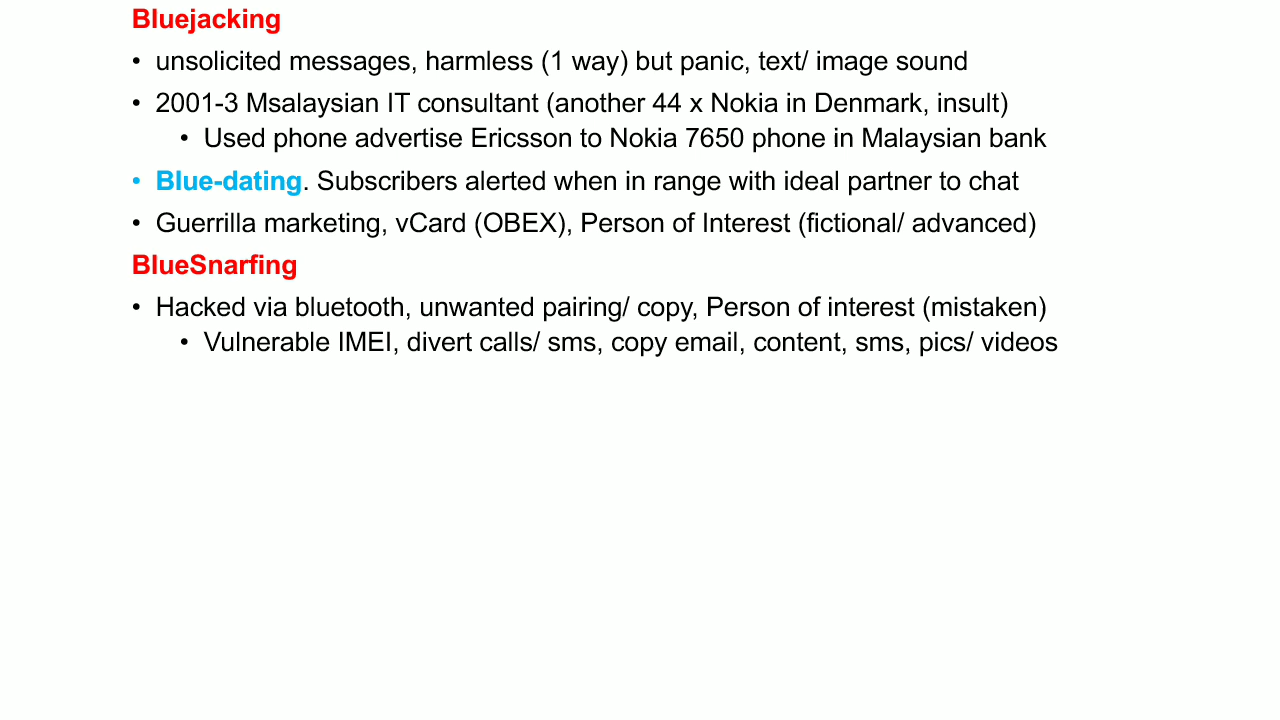 Bluejacking
• unsolicited messages, harmless (1 way) but panic, text/ image sound
• 2001-3 Msalaysian IT consultant (another 44 x Nokia in Denmark, insult)
• Used phone advertise Ericsson to Nokia 7650 phone in Malaysian bank
• Blue-dating. Subscribers alerted when in range with ideal partner to chat
• Guerrilla marketing, vCard (OBEX), Person of Interest (fictional/ advanced)
BlueSnarfing
• Hacked via bluetooth, unwanted pairing/ copy, Person of interest (mistaken)
• Vulnerable IMEI, divert calls/ sms, copy email, content, sms, pics/ videos